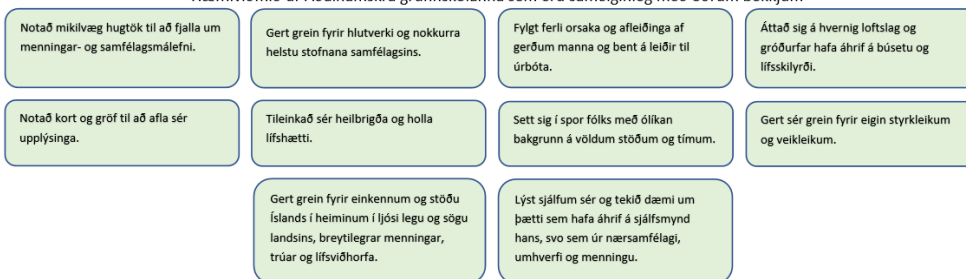 Notað mikilvæg hugtök til að fjalla um
menningar- og samfélagsmálefni.
Gert grein fyrir hlutverki og nokkurra
helstu stofnana samfélagsins.
Fylgt ferli orsaka og afleiðinga af
gerðum manna og bent á leiðir til
úrbóta.
Áttað sig á hvernig loftslag og
gróðurfar hafa áhrif á búsetu og
lífsskilyrði.
Notað kort og gröf til að afla sér
upplýsinga.
Tileinkað sér heilbrigða og holla
lífshætti.
Sett sig í spor fólks með ólíkan
bakgrunn á völdum stöðum og tímum.
Gert sér grein fyrir eigin styrkleikum
og veikleikum.
Gert grein fyrir einkennum og stöðu
Íslands í heiminum í ljósi legu og sögu
landsins, breytilegrar menningar,
trúar og lífsviðhorfa.
Lýst sjálfum sér og tekið dæmi um
þætti sem hafa áhrif á sjálfsmynd
hans, svo sem úr nærsamfélagi,
umhverfi og menningu.